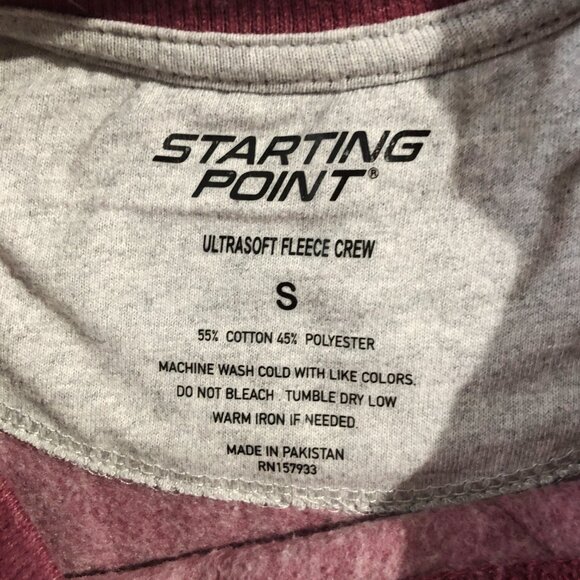 STARTING
POINT®
ULTRASOFT FLEECE CREW
S
55% COTTON 45% POLYESTER
MACHINE WASH COLD WITH LIKE COLORS.
DO NOT BLEACH . TUMBLE DRY LOW
WARM IRON IF NEEDED
MADE IN PAKISTAN
RN157933